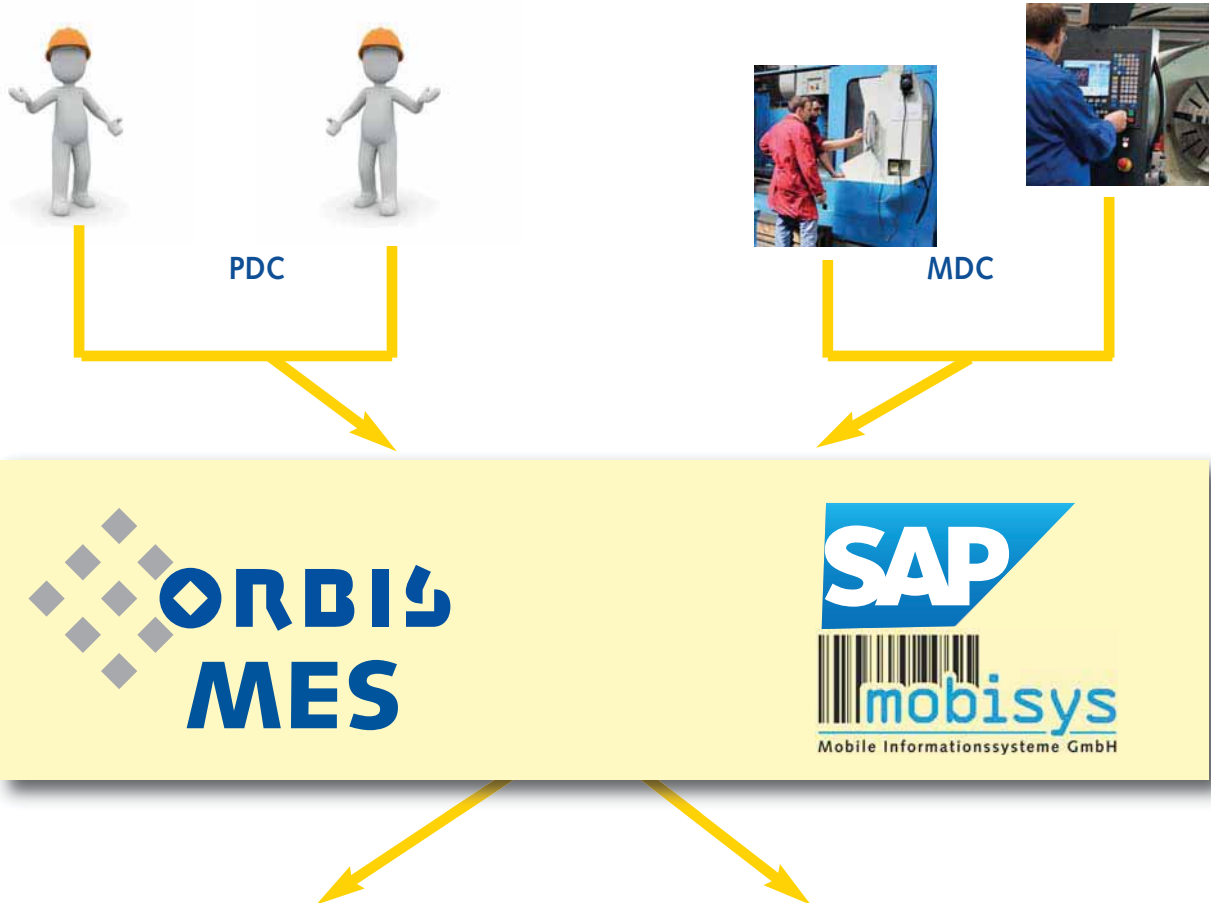 PDC
MDC
ORBIS
MES
SAP
mobisys
Mobile Informationssysteme GmbH